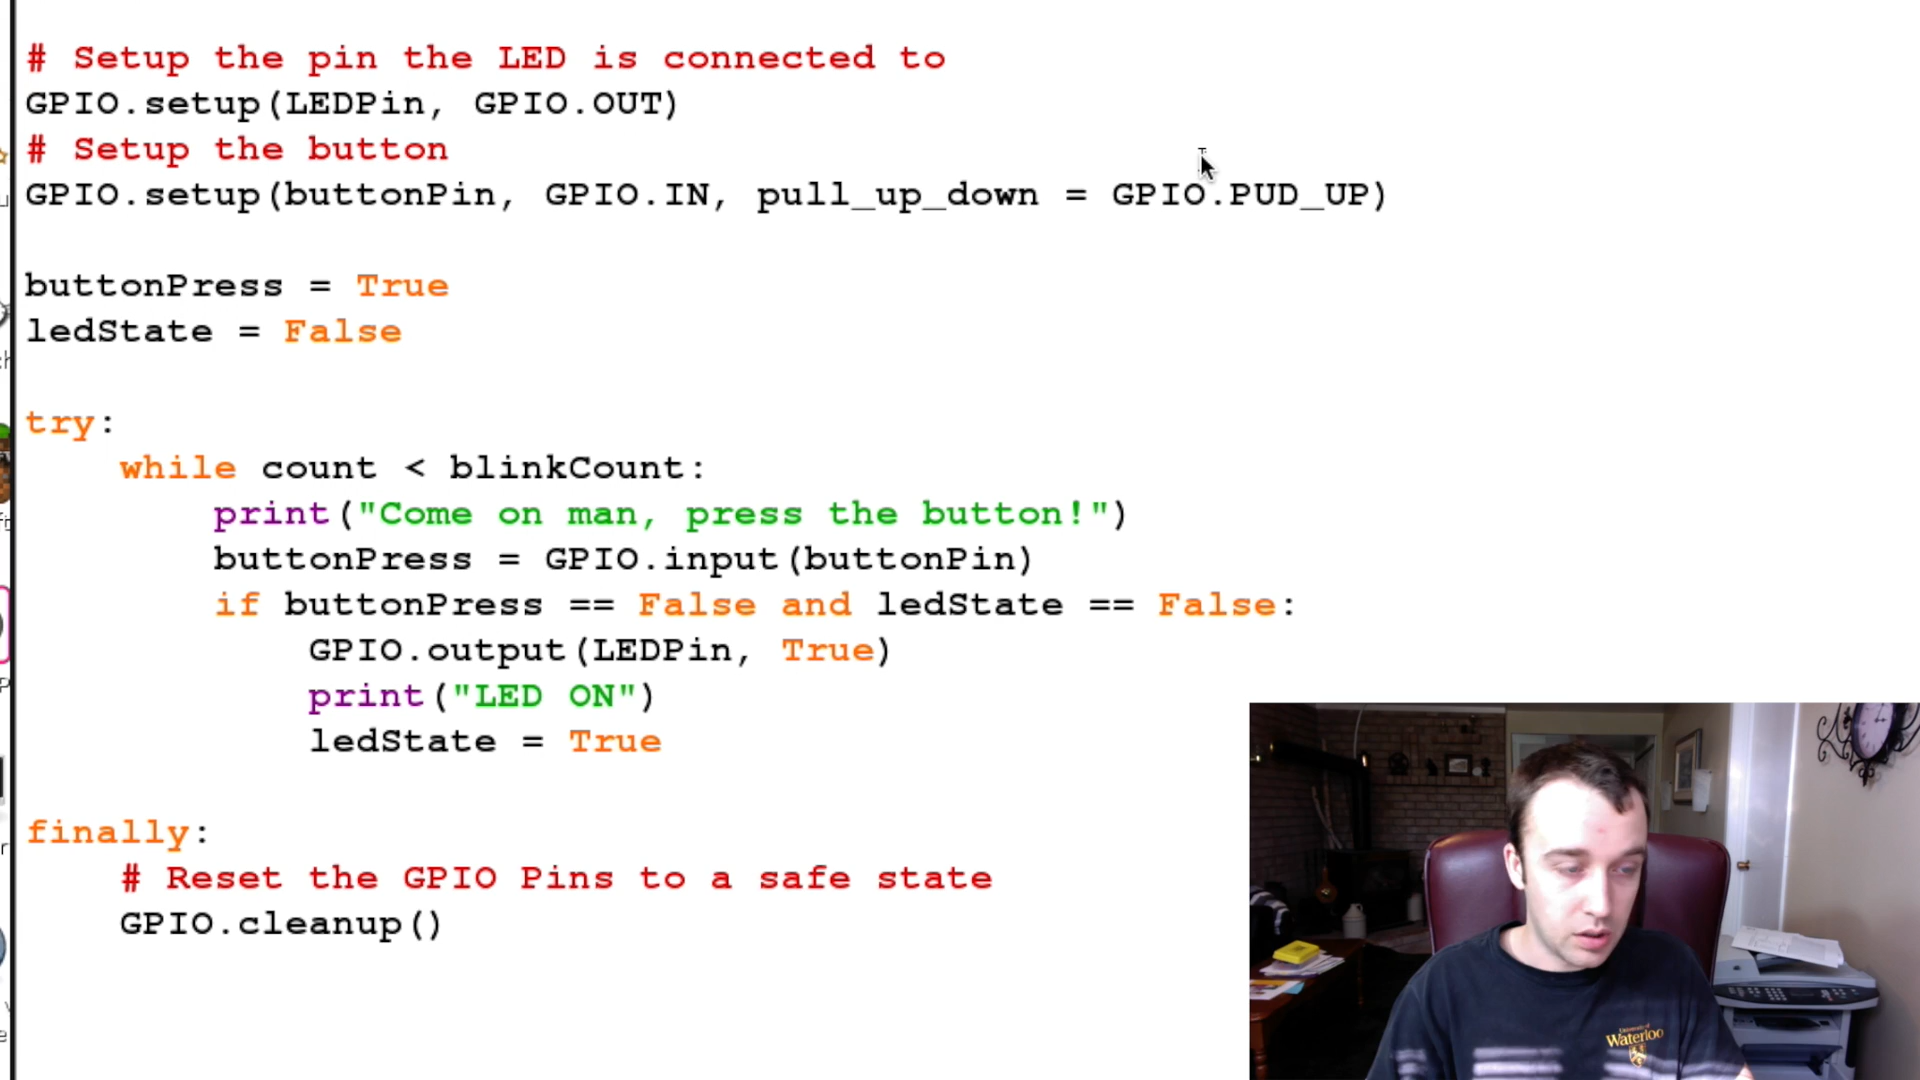 # Setup the pin the LED is connected to
GPIO.setup(LEDPin, GPIO.OUT)
# Setup the button
GPIO.setup(buttonPin, GPIO.IN, pull_up_down = GPIO.PUD_UP)
buttonPress = True
ledState = False
try:
while count < blinkCount:
print("Come on man, press the button!")
buttonPress = GPIO.input(buttonPin)
if buttonPress == False and ledState == False:
GPIO.output(LEDPin, True)
print("LED ON")
ledState = True
finally:
# Reset the GPIO Pins to a safe state
GPIO.cleanup()
University of
Waterloo